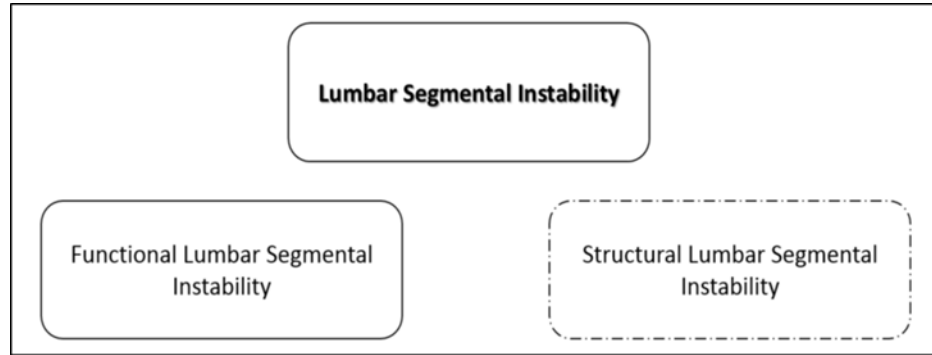 Lumbar Segmental Instability
Functional Lumbar Segmental
Instability
Structural Lumbar Segmental
Instability